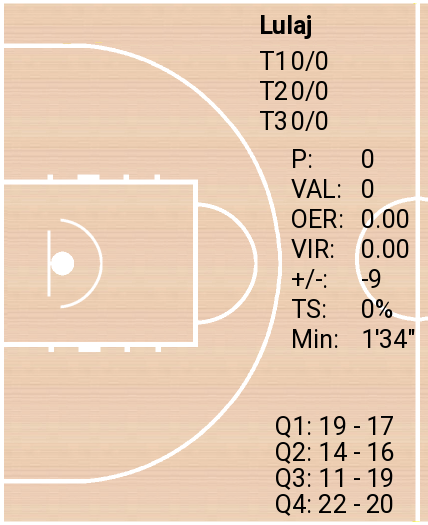 Lulaj
T1 0/0
T2 0/0
T3 0/0
P: 0
VAL: 0
OER: 0.00
VIR: 0.00
+/-: -9
TS: 0%
Min: 1'34"
Q1: 19 - 17
Q2: 14 - 16
Q3: 11 - 19
Q4: 22 - 20